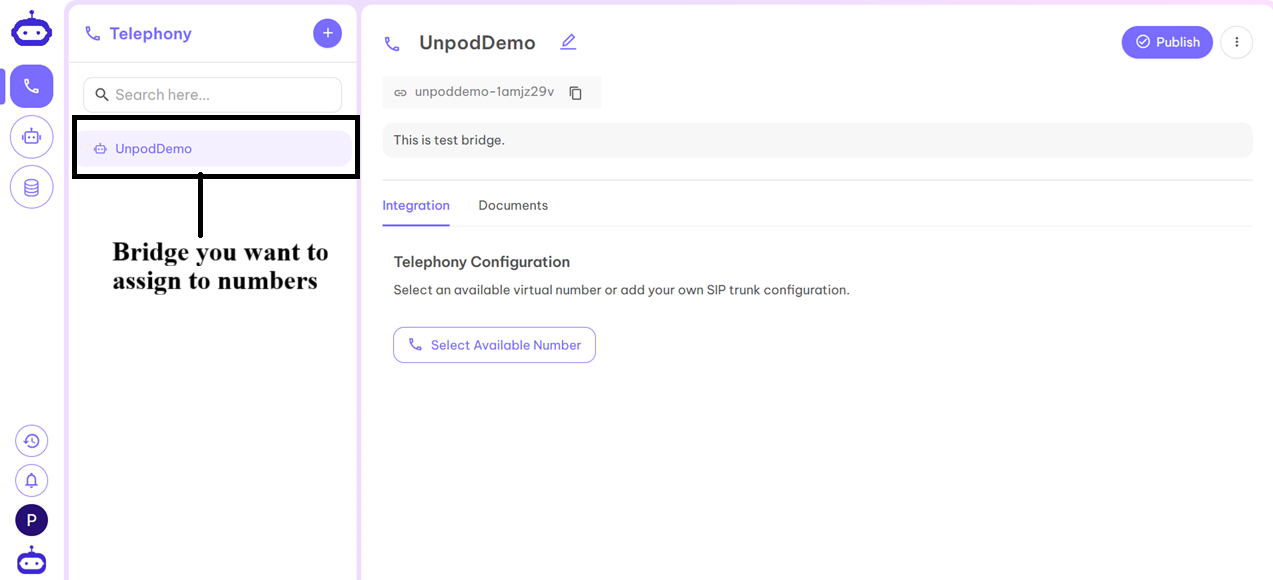 Telephony
+
Search here...
UnpodDemo
Bridge you want to
assign to numbers
P
UnpodDemo
Publish
unpoddemo-1amjz29v
This is test bridge.
Integration
Documents
Telephony Configuration
Select an available virtual number or add your own SIP trunk configuration.
Select Available Number